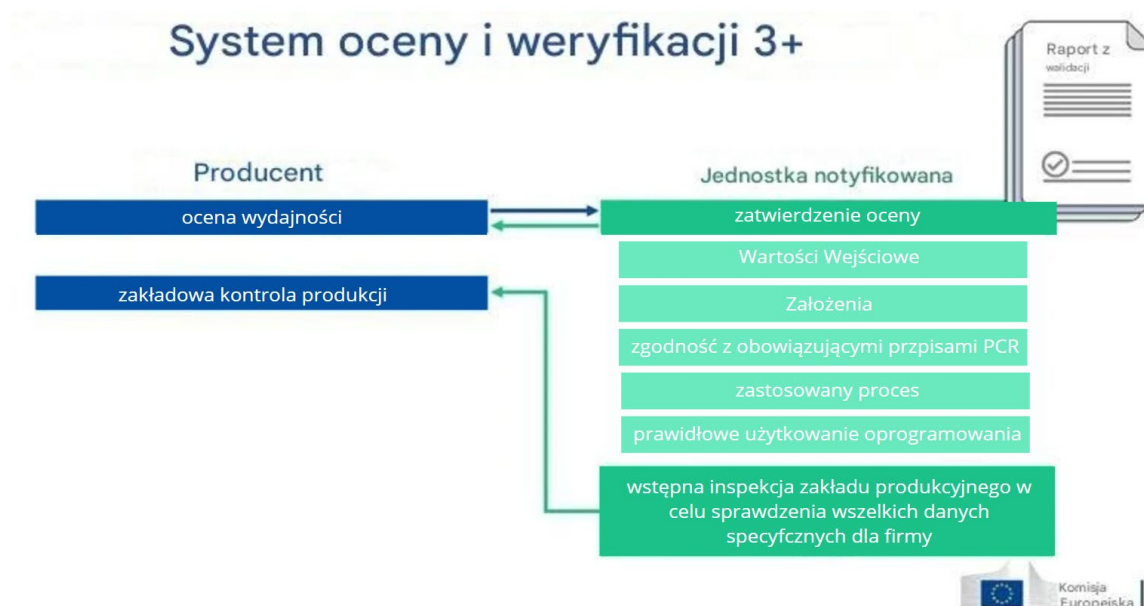 System oceny i weryfikacji 3+
Raport z
walidacji
Producent
Jednostka notyfikowana
ocena wydajności
zatwierdzenie oceny
Wartości Wejściowe
zakładowa kontrola produkcji
Założenia
zgodność z obowiązującymi przpisami PCR
zastosowany proces
prawidłowe użytkowanie oprogramowania
wstępna inspekcja zakładu produkcyjnego w
celu sprawdzenia wszelkich danych
specyfcznych dla firmy
Komisja
Europejska